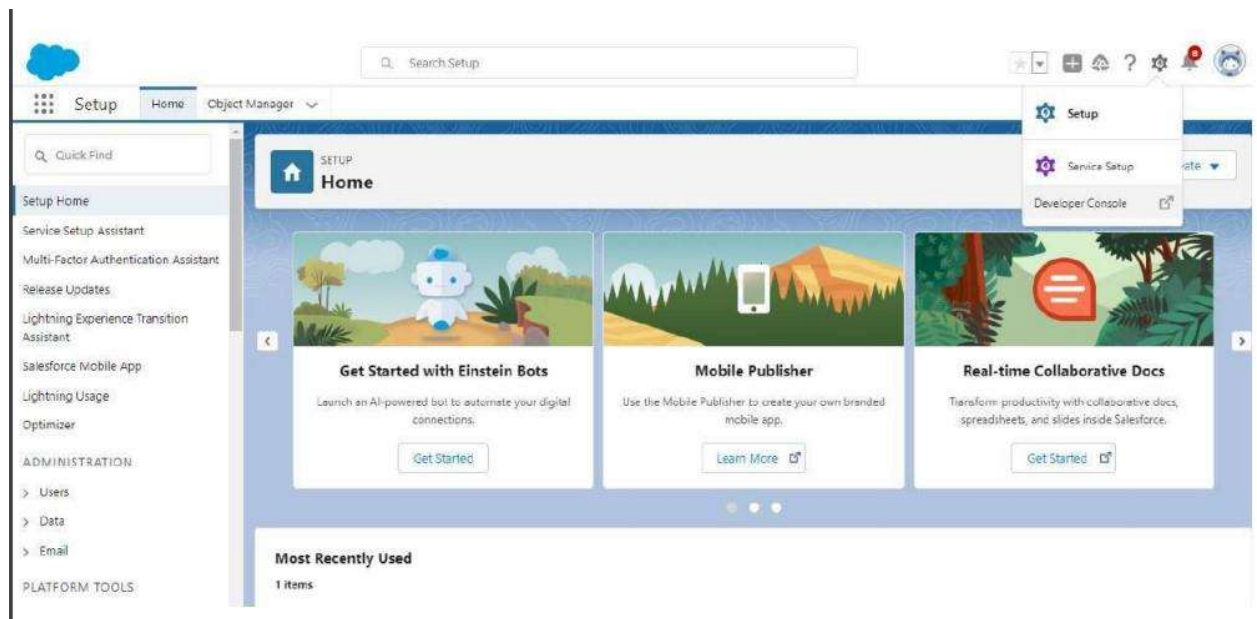 Search Setup
8
Setup
Home
Object Manager
Setup
Service Setup
Developer Console
Quick Find
Setup Home
Service Setup Assistant
Multi-Factor Authentication Assistant
Release Updates
Lightning Experience Transition
Assistant
Salesforce Mobile App
Lightning Usage
Optimizer
ADMINISTRATION
Users
Data
Email
PLATFORM TOOLS
SETUP
Home
Get Started with Einstein Bots
Launch an AI-powered bot to automate your digital
connections.
Get Started
Mobile Publisher
Use the Mobile Publisher to create your own branded
mobile app.
Learn More
Real-time Collaborative Docs
Transform productivity with collaborative docs,
spreadsheets, and slides inside Salesforce.
Get Started
Most Recently Used
1 items